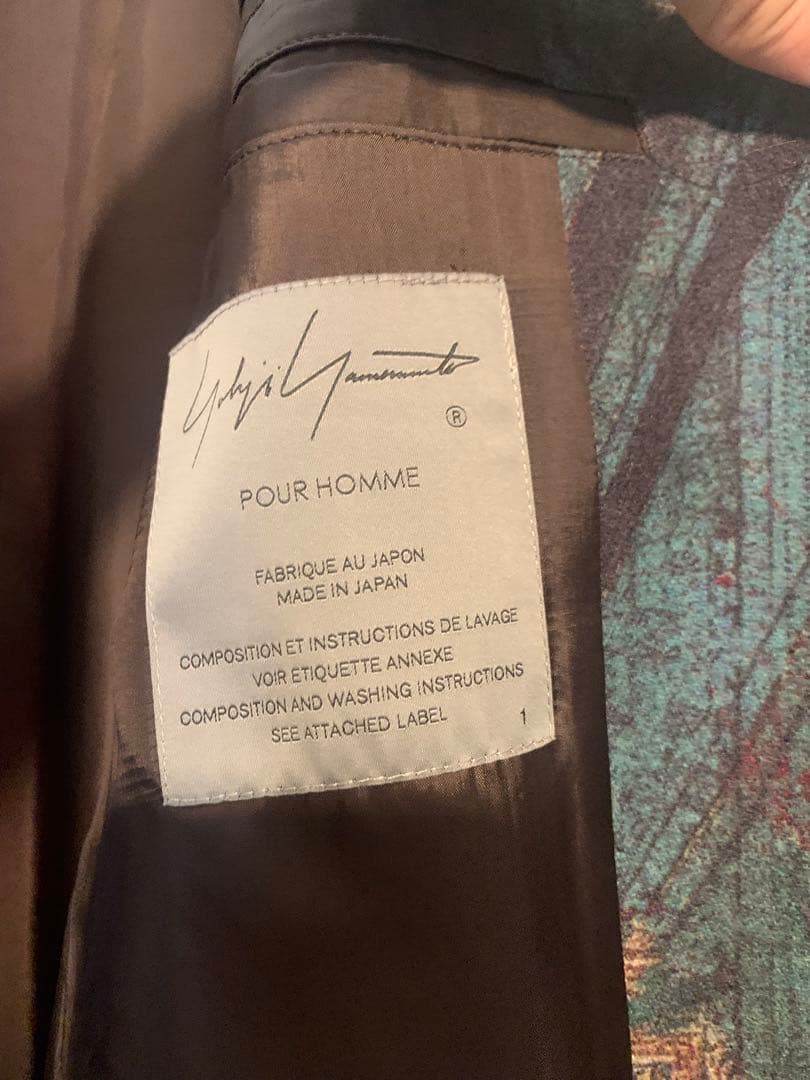 Yohji Yamamoto
®
POUR HOMME
FABRIQUE AU JAPON
MADE IN JAPAN
COMPOSITION ET INSTRUCTIONS DE LAVAGE
VOIR ETIQUETTE ANNEXE
COMPOSITION AND WASHING INSTRUCTIONS
SEE ATTACHED LABEL 1